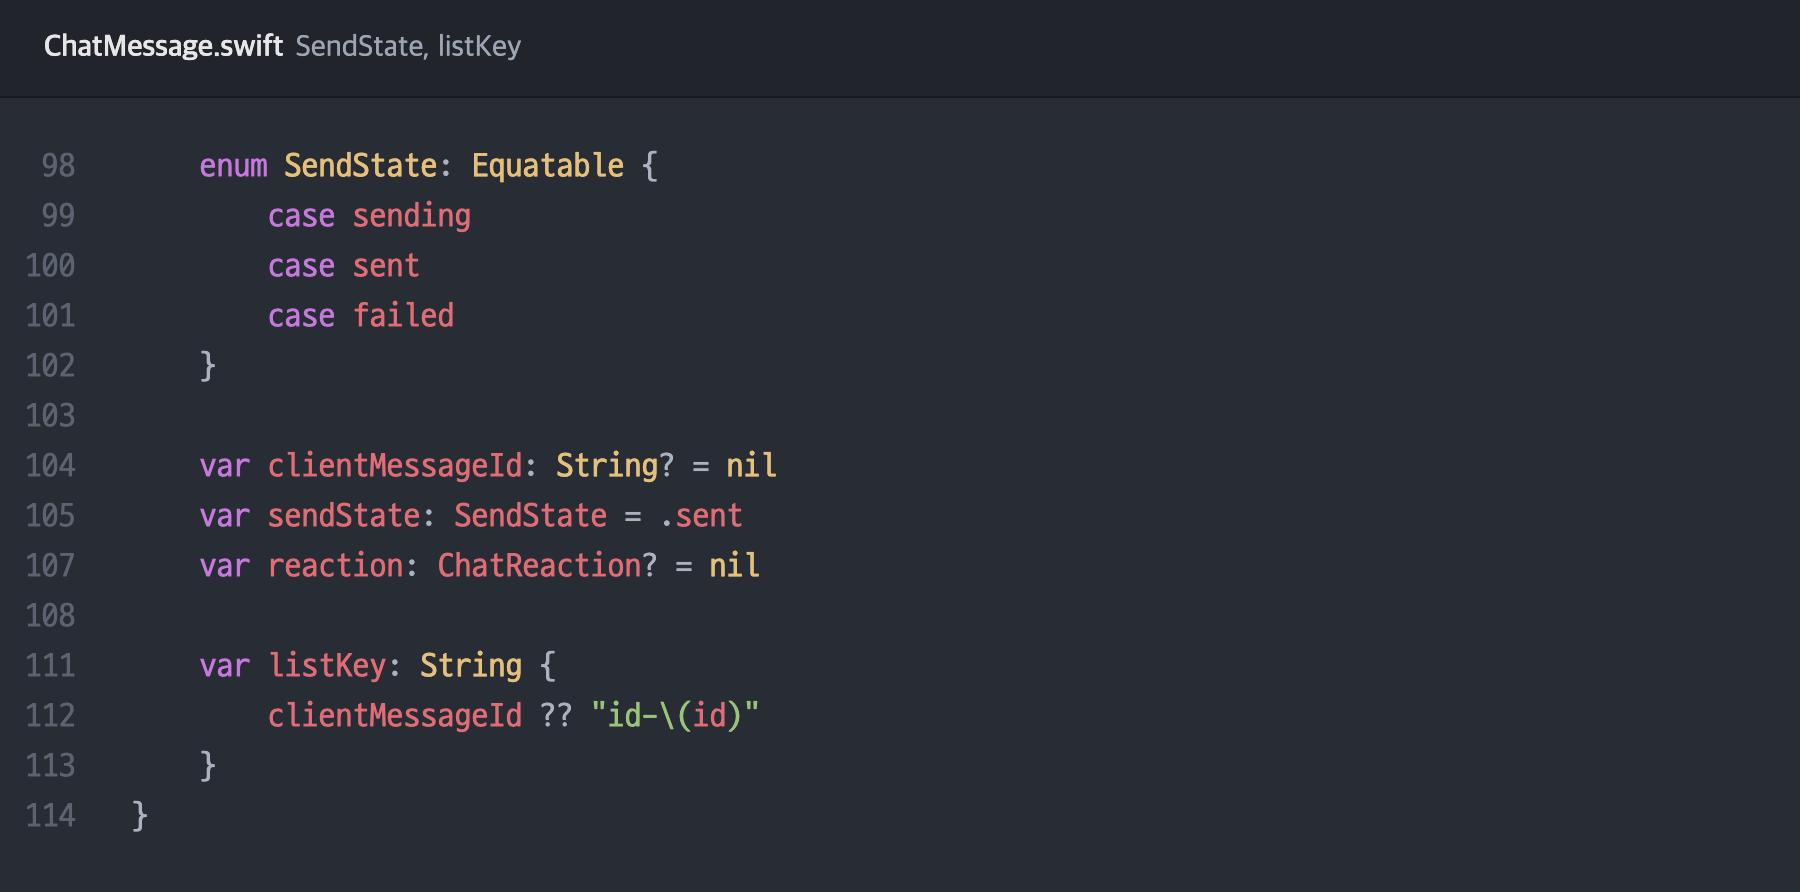 ChatMessage.swift SendState, listKey
98 enum SendState: Equatable {
99 case sending
100 case sent
101 case failed
102 }
103
104 var clientMessageId: String? = nil
105 var sendState: SendState = .sent
107 var reaction: ChatReaction? = nil
108
111 var listKey: String {
112 clientMessageId ?? "id-\(id)"
113 }
114 }